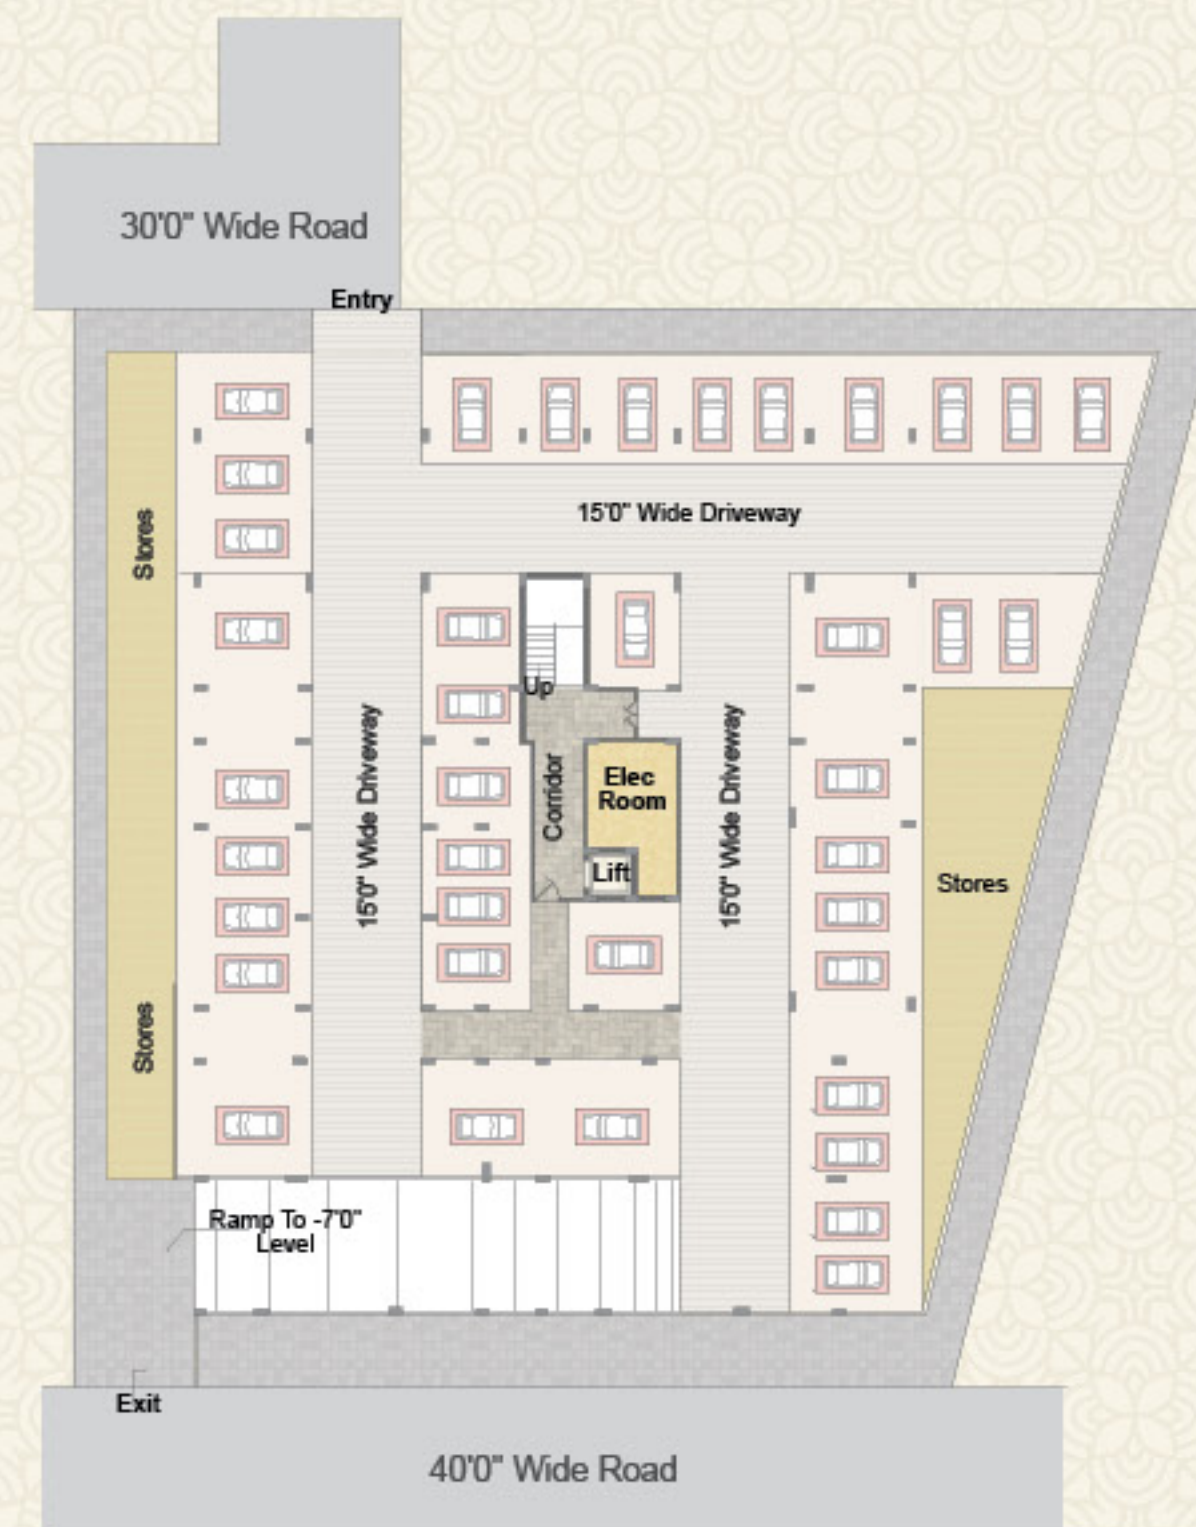 30'0" Wide Road
Entry
15'0" Wide Driveway
Stores
Up
15'0" Wide Driveway
Corridor
Elec
Room
15'0" Wide Driveway
Lift
Stores
Stores
Ramp To -7'0"
Level
Exit
40'0" Wide Road